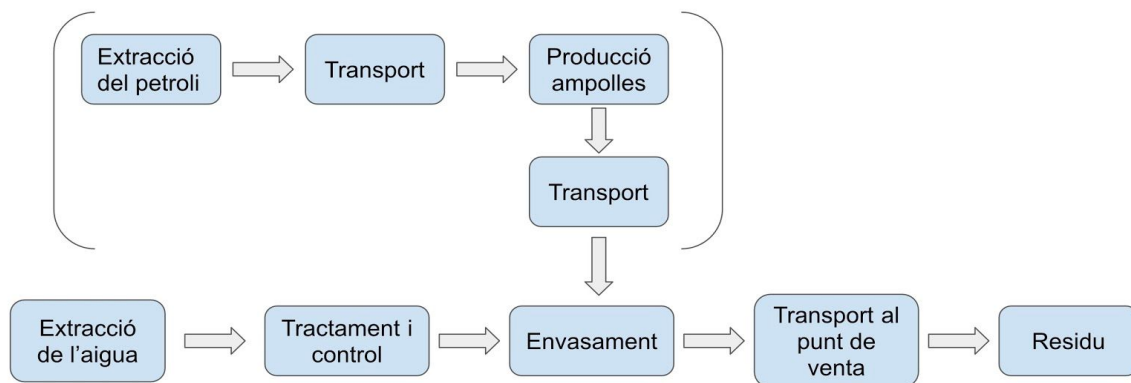 Extracció
del petroli
Transport
Producció
ampolles
Transport
Extracció
de l'aigua
Tractament i
control
Envasament
Transport al
punt de
venta
Residu